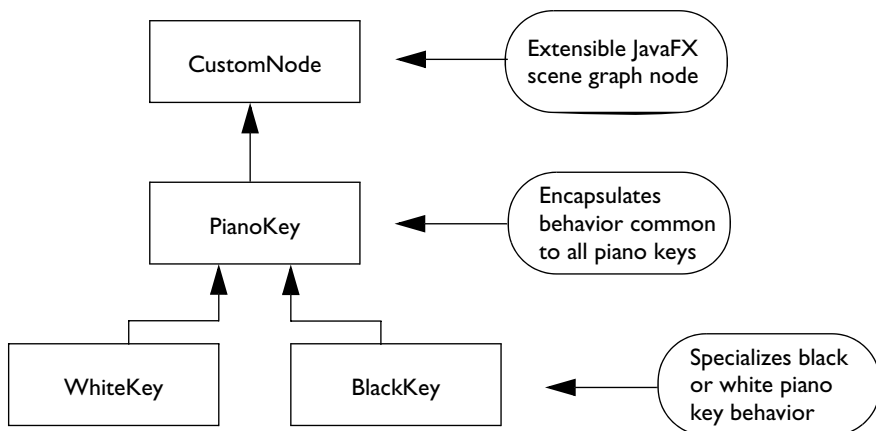 CustomNode
Extensible JavaFX
scene graph node
PianoKey
Encapsulates
behavior common
to all piano keys
WhiteKey
BlackKey
Specializes black
or white piano
key behavior